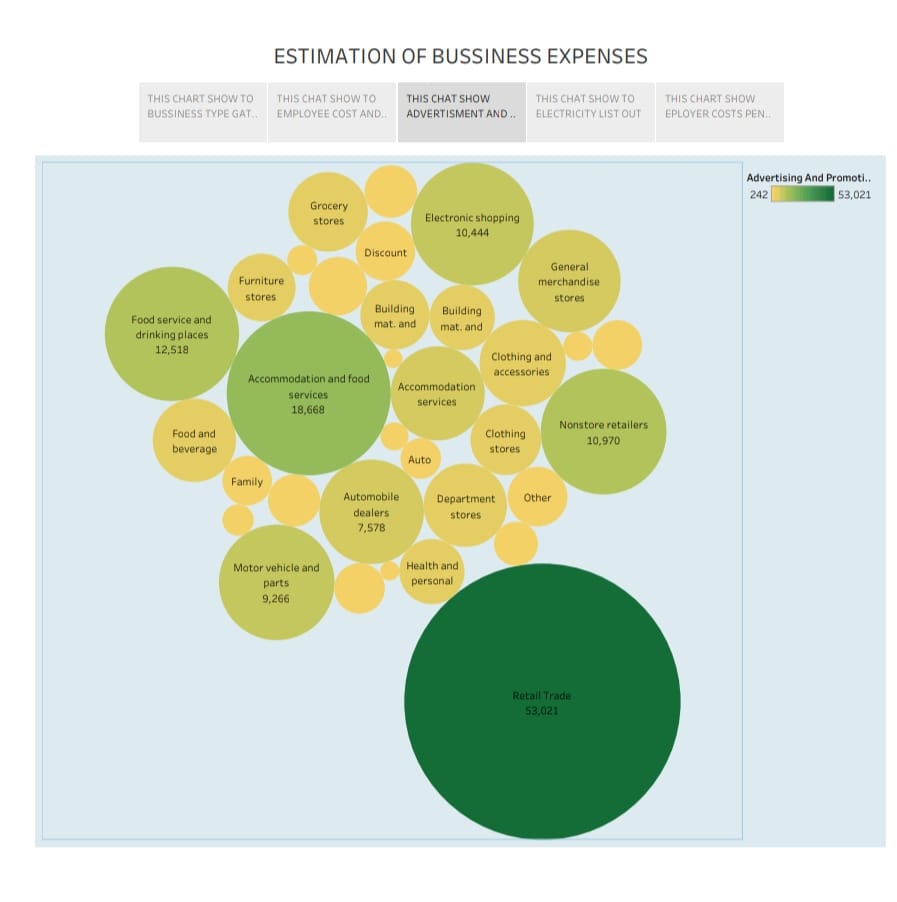 ESTIMATION OF BUSSINESS EXPENSES
THIS CHART SHOW TO
BUSSINESS TYPE GAT..
THIS CHAT SHOW TO
EMPLOYEE COST AND..
THIS CHAT SHOW
ADVERTISMENT AND ..
THIS CHAT SHOW TO
ELECTRICITY LIST OUT
THIS CHART SHOW
EPLOYER COSTS PEN..
Advertising And Promoti..
242
53,021
Grocery
stores
Electronic shopping
10,444
Discount
General
merchandise
stores
Furniture
stores
Building
mat. and
Building
mat. and
Food service and
drinking places
12,518
Clothing and
accessories
Accommodation and food
services
18,668
Accommodation
services
Nonstore retailers
10,970
Food and
beverage
Clothing
stores
Auto
Family
Automobile
dealers
7,578
Department
stores
Other
Motor vehicle and
parts
9,266
Health and
personal
Retail Trade
53,021